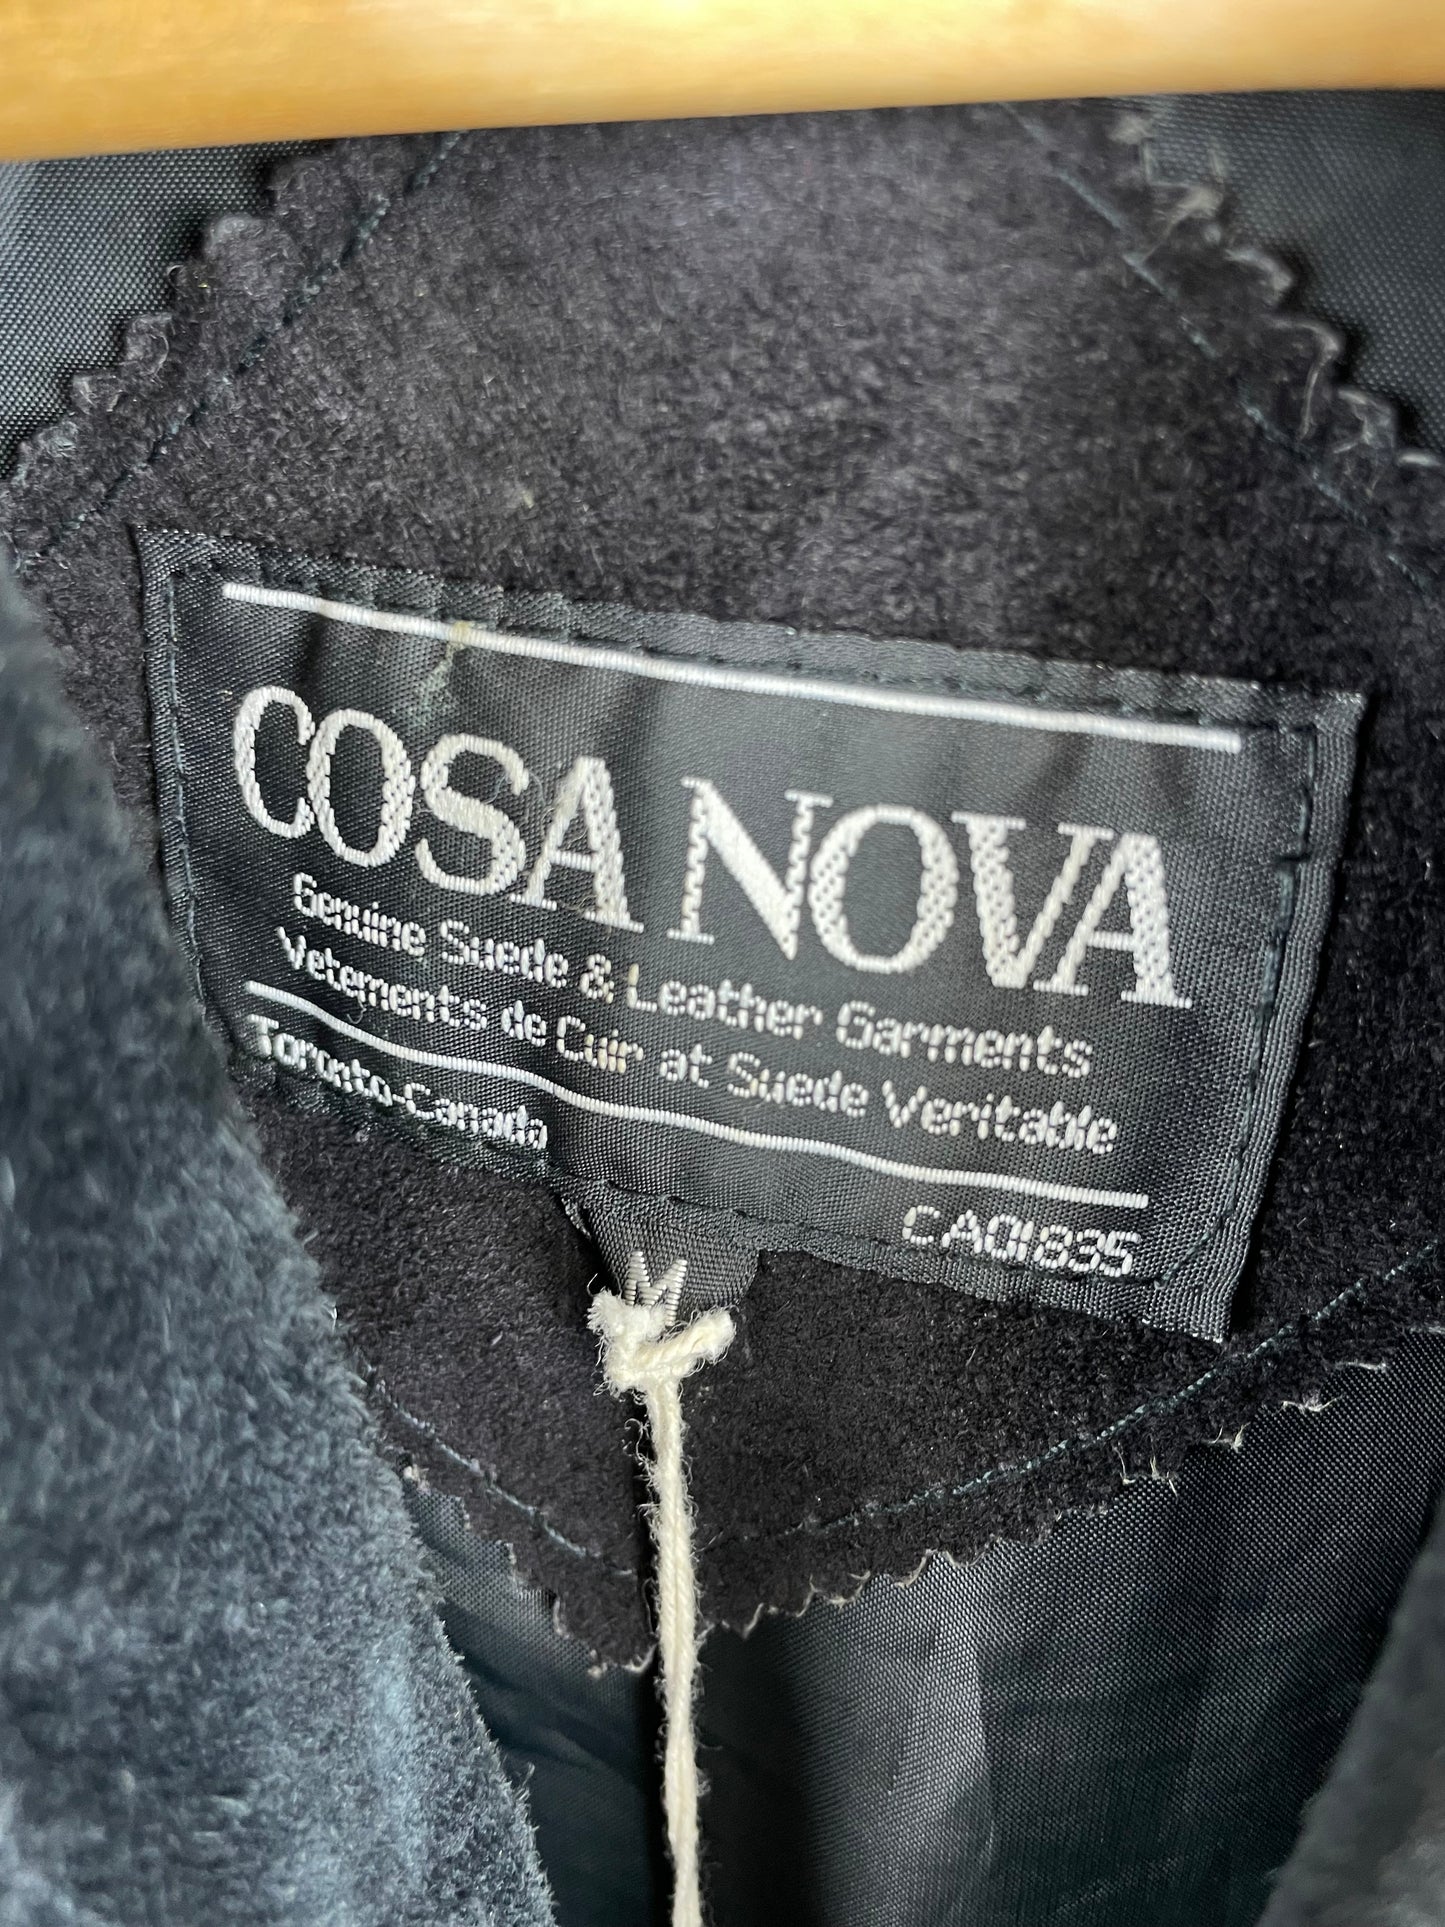 COSA NOVA
Genuine Suede & Leather Garments
Vetements de Cuir at Suede Veritable
Toronto-Canada
CA01835
M